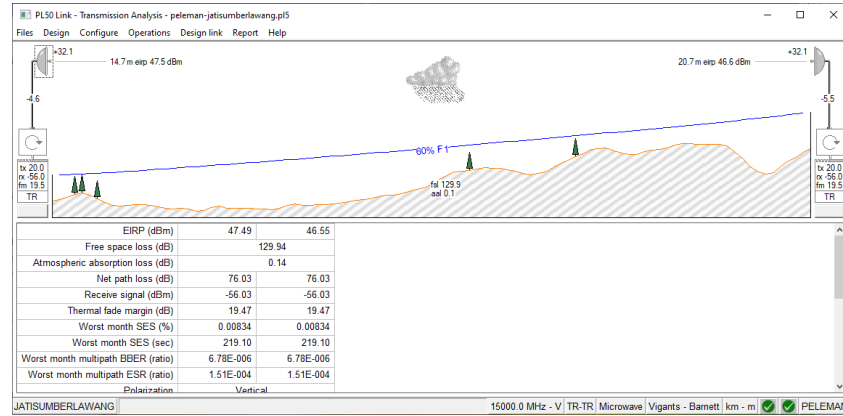 PL50 Link - Transmission Analysis - peleman-jatisumberlawang.pl5
Files Design Configure Operations Design link Report Help
+32.1 14.7 m eirp 47.5 dBm 20.7 m eirp 46.6 dBm +32.1
-4.6 -5.5
60% F1
fsl 129.9
aal 0.1
tx 20.0
rx -56.0
fm 19.5
TR
tx 20.0
rx -56.0
fm 19.5
TR
EIRP (dBm) 47.49 46.55
Free space loss (dB) 129.94
Atmospheric absorption loss (dB) 0.14
Net path loss (dB) 76.03 76.03
Receive signal (dBm) -56.03 -56.03
Thermal fade margin (dB) 19.47 19.47
Worst month SES (%) 0.00834 0.00834
Worst month SES (sec) 219.10 219.10
Worst month multipath BBER (ratio) 6.78E-006 6.78E-006
Worst month multipath ESR (ratio) 1.51E-004 1.51E-004
Polarization Vertical
JATISUMBERLAWANG 15000.0 MHz - V TR-TR Microwave Vigants - Barnett km - m PELEMAN